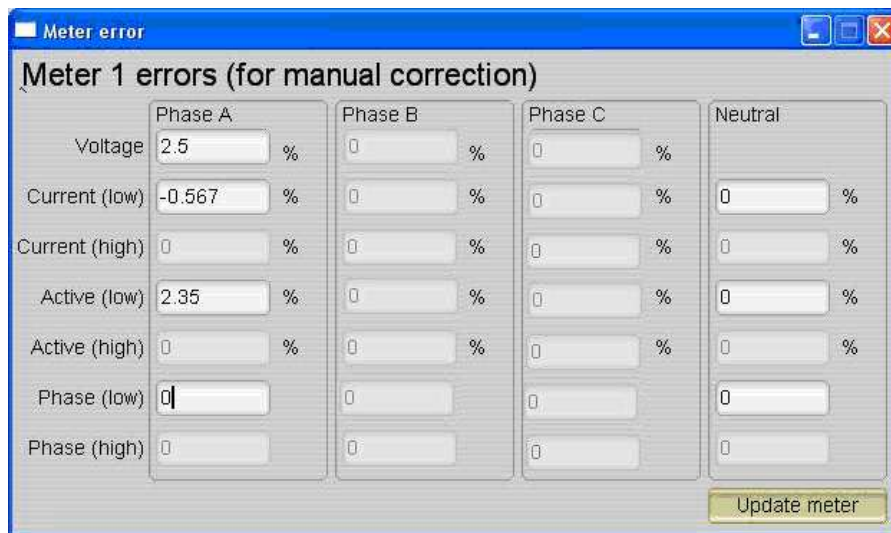 Meter error
Meter 1 errors (for manual correction)
Phase A Phase B Phase C Neutral
Voltage 2.5 % 0 % 0 %
Current (low) -0.567 % 0 % 0 % 0 %
Current (high) 0 % 0 % 0 % 0 %
Active (low) 2.35 % 0 % 0 % 0 %
Active (high) 0 % 0 % 0 % 0 %
Phase (low) 0 0 0 0
Phase (high) 0 0 0 0
Update meter